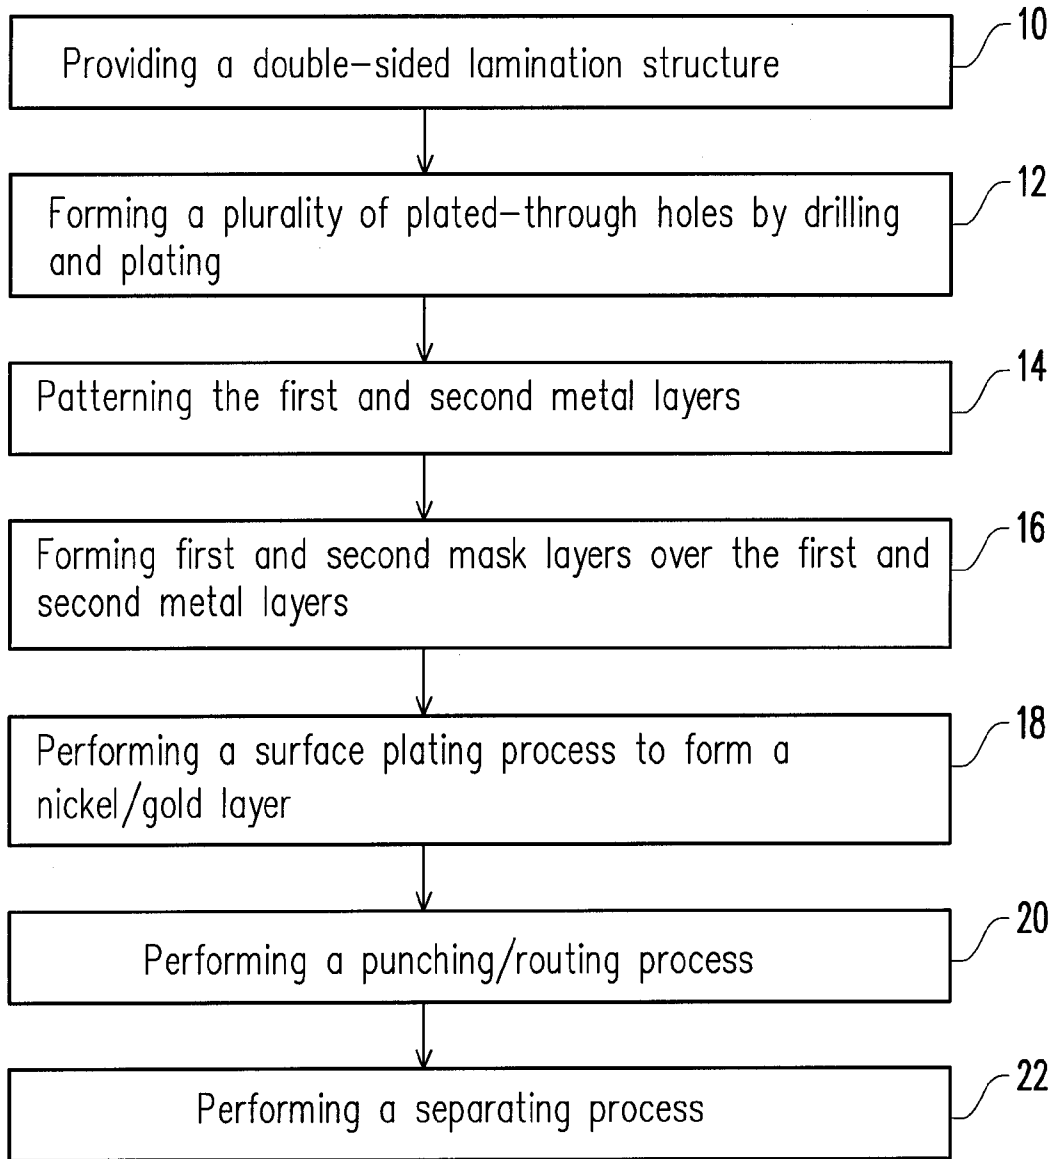 10
Providing a double-sided lamination structure
12
Forming a plurality of plated-through holes by drilling
and plating
14
Patterning the first and second metal layers
16
Forming first and second mask layers over the first and
second metal layers
18
Performing a surface plating process to form a
nickel/gold layer
20
Performing a punching/routing process
22
Performing a separating process